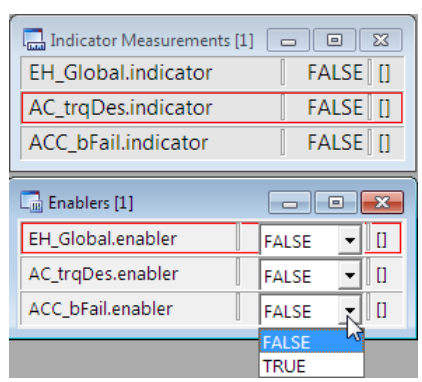 Indicator Measurements [1]
EH_Global.indicator FALSE []
AC_trqDes.indicator FALSE []
ACC_bFail.indicator FALSE []
Enablers [1]
EH_Global.enabler FALSE []
AC_trqDes.enabler FALSE []
ACC_bFail.enabler FALSE []
FALSE
TRUE